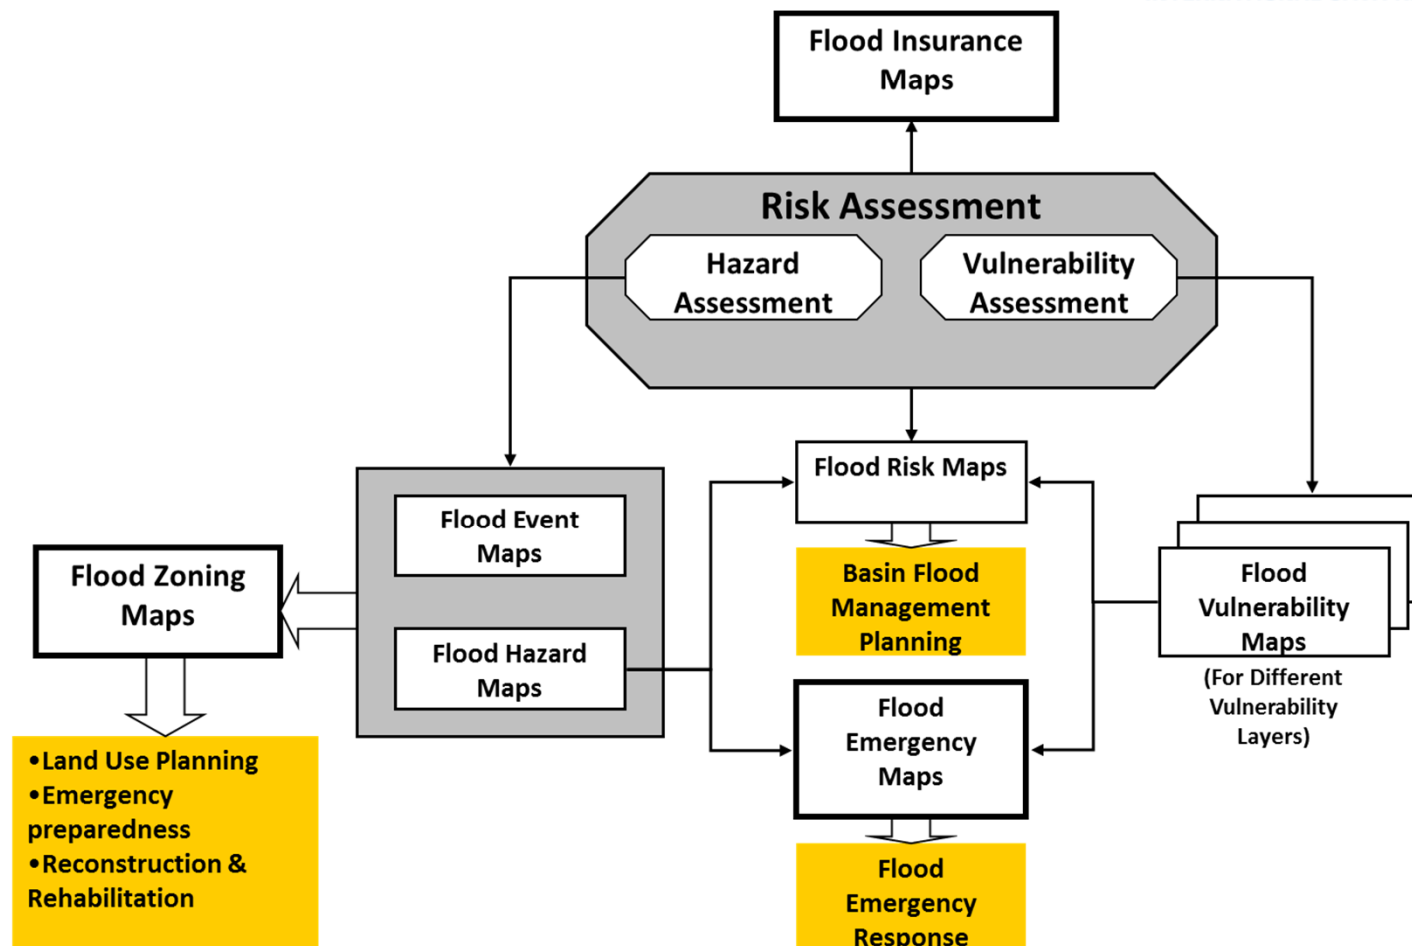 Flood Insurance
Maps
Risk Assessment
Hazard
Assessment
Vulnerability
Assessment
Flood Risk Maps
Flood Event
Maps
Flood Zoning
Maps
Basin Flood
Management
Planning
Flood
Vulnerability
Maps
Flood Hazard
Maps
(For Different
Vulnerability
Layers)
Flood
Emergency
Maps
•Land Use Planning
•Emergency
preparedness
•Reconstruction &
Rehabilitation
Flood
Emergency
Response